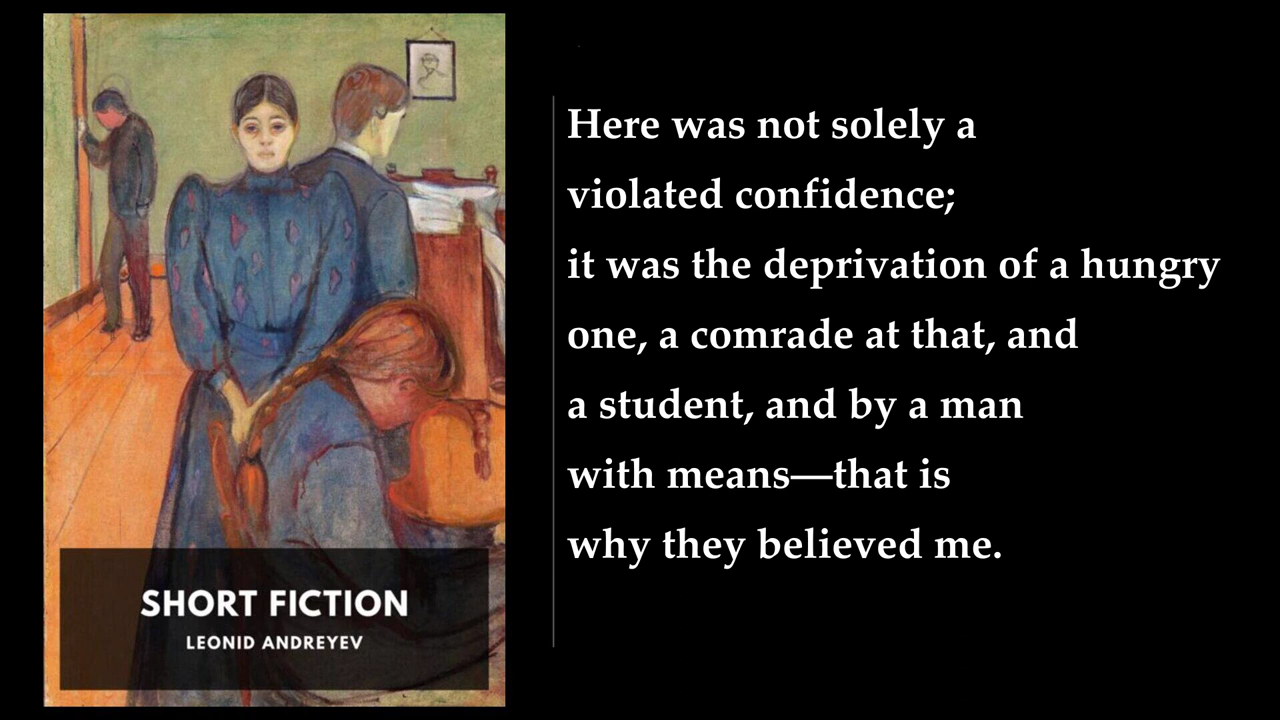 SHORT FICTION
LEONID ANDREYEV
Here was not solely a
violated confidence;
it was the deprivation of a hungry
one, a comrade at that, and
a student, and by a man
with means—that is
why they believed me.